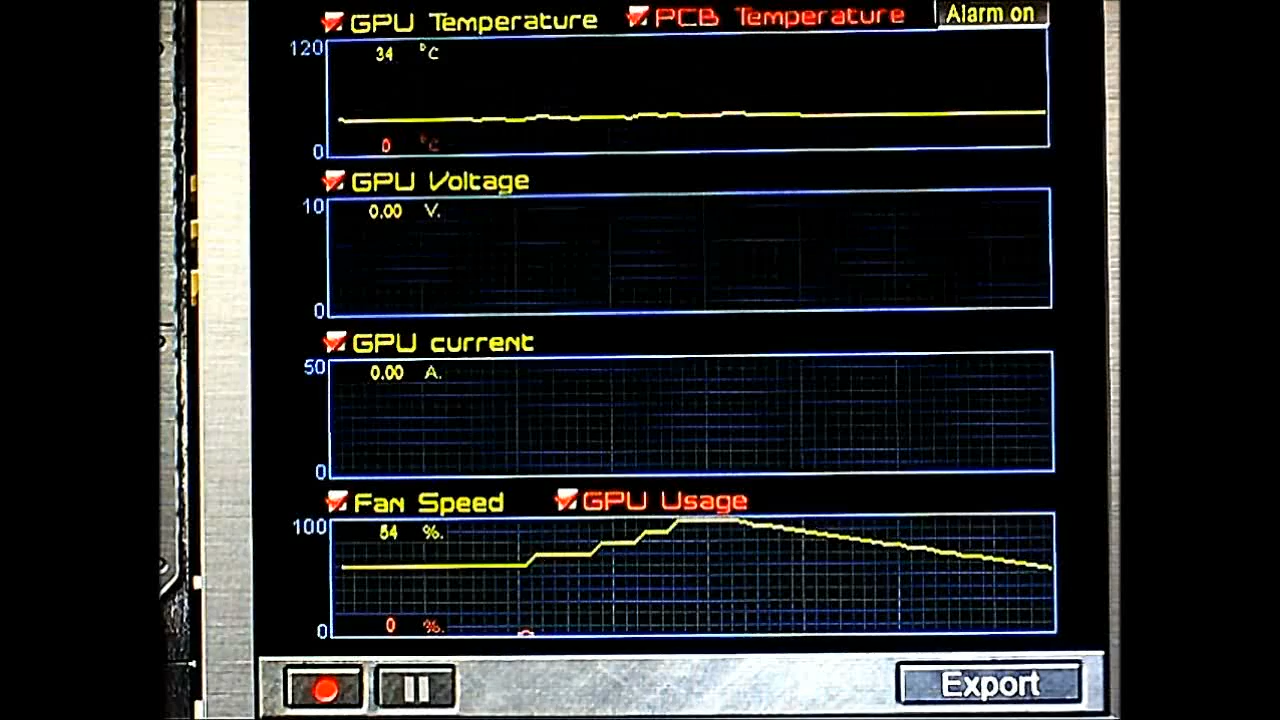 GPU Temperature PCB Temperature Alarm on
120
34 °C
0 °C
0
GPU Voltage
10
0.00 V.
0
GPU current
50
0.00 A.
0
Fan Speed GPU Usage
100
54 %.
0 %.
0
Export